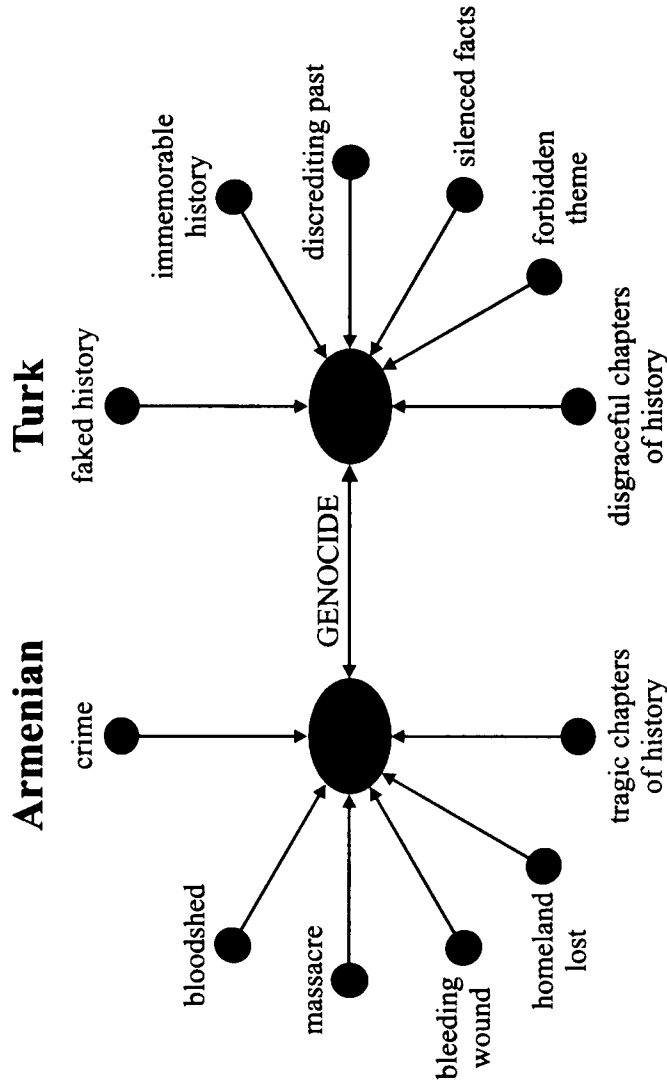 Armenian
Turk
crime
faked history
bloodshed
immemorable
history
massacre
GENOCIDE
discrediting past
bleeding
wound
silenced facts
homeland
lost
forbidden
theme
tragic chapters
of history
disgraceful chapters
of history